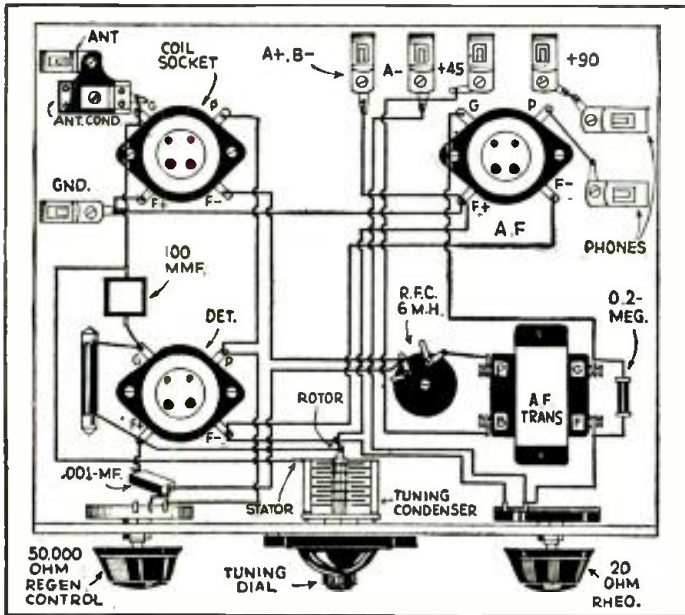 ANT
COIL
SOCKET
A+.B-
A-
+45
+90
G
P
G
P
ANT. COND
GND.
F+
F-
F+
F-
A.F
PHONES
100
MMF.
R.F.C.
6 M.H.
0.2-
MEG.
DET.
G
P
P
G
A F
TRANS
B
F
ROTOR
F+
F-
.001-MF.
STATOR
TUNING
CONDENSER
50.000
OHM
REGEN.
CONTROL
TUNING
DIAL
20
OHM
RHEO.